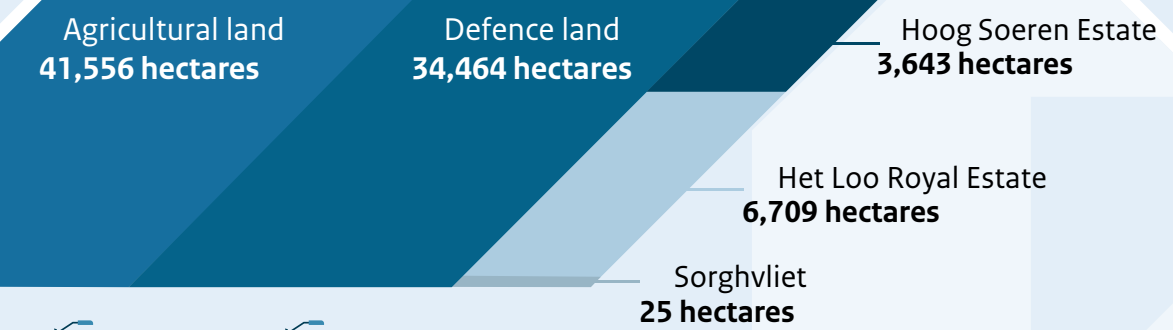 Agricultural land
41,556 hectares
Defence land
34,464 hectares
Hoog Soeren Estate
3,643 hectares
Het Loo Royal Estate
6,709 hectares
Sorghvliet
25 hectares